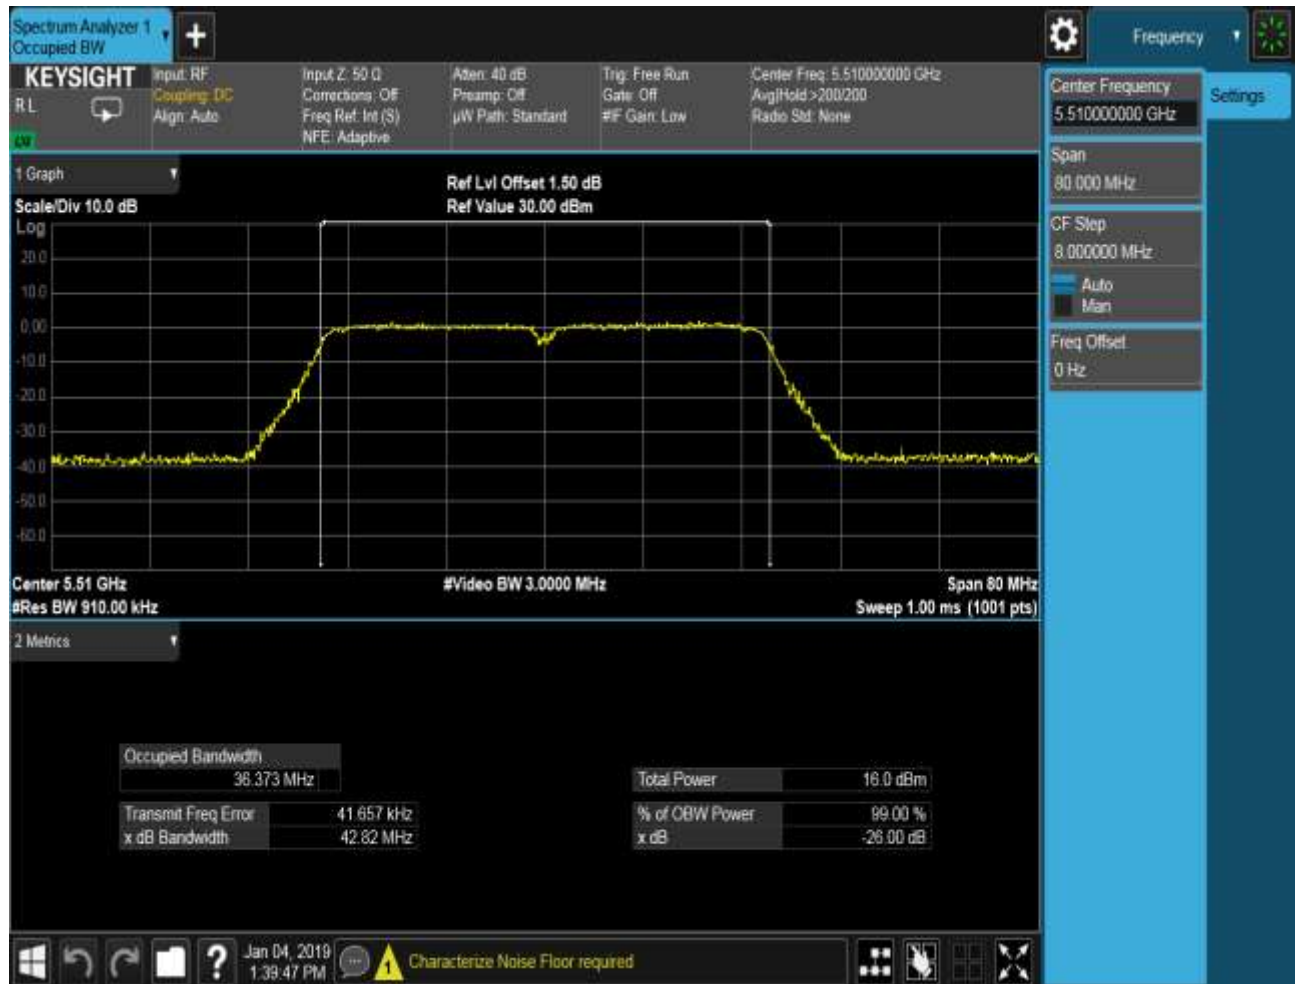 Spectrum Analyzer 1
Occupied BW
Frequency
KEYSIGHT
R L
Input: RF
Coupling: DC
Align: Auto
Input Z: 50 Ω
Corrections: Off
Freq Ref: Int (S)
NFE: Adaptive
Atten: 40 dB
Preamp: Off
µW Path: Standard
Trig: Free Run
Gate: Off
#IF Gain: Low
Center Freq: 5.510000000 GHz
Avg|Hold:>200/200
Radio Std: None
Center Frequency
5.510000000 GHz
Settings
Span
80.000 MHz
CF Step
8.000000 MHz
Auto
Man
Freq Offset
0 Hz
1 Graph
Scale/Div 10.0 dB
Ref Lvl Offset 1.50 dB
Ref Value 30.00 dBm
Log
20.0
10.0
0.00
-10.0
-20.0
-30.0
-40.0
-50.0
-60.0
Center 5.51 GHz
#Video BW 3.0000 MHz
Span 80 MHz
#Res BW 910.00 kHz
Sweep 1.00 ms (1001 pts)
2 Metrics
Occupied Bandwidth
36.373 MHz
Total Power 16.0 dBm
Transmit Freq Error 41.657 kHz
% of OBW Power 99.00 %
x dB Bandwidth 42.82 MHz
x dB -26.00 dB
Jan 04, 2019
1:39:47 PM
?
1
Characterize Noise Floor required